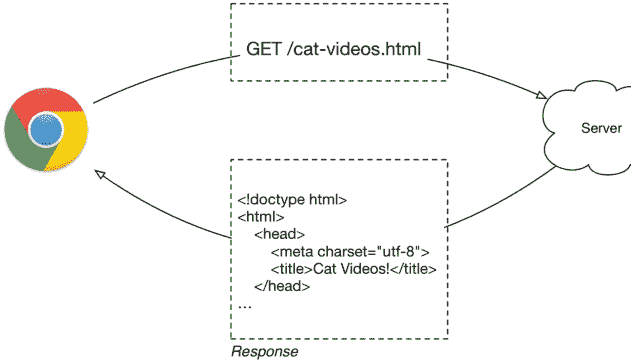 GET /cat-videos.html
Server
<!doctype html>
<html>
<head>
<meta charset="utf-8">
<title>Cat Videos!</title>
</head>
...
Response